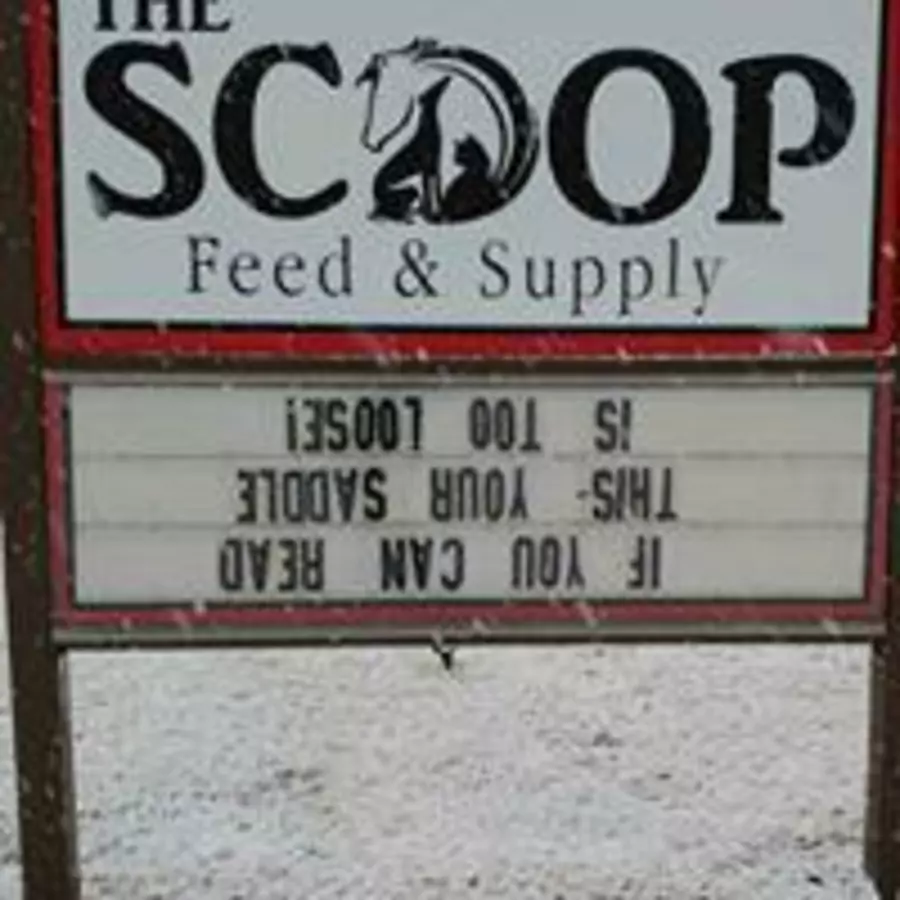 THE
SCOOP
Feed & Supply
IF YOU CAN READ
THIS- YOUR SADDLE
IS TOO LOOSE!